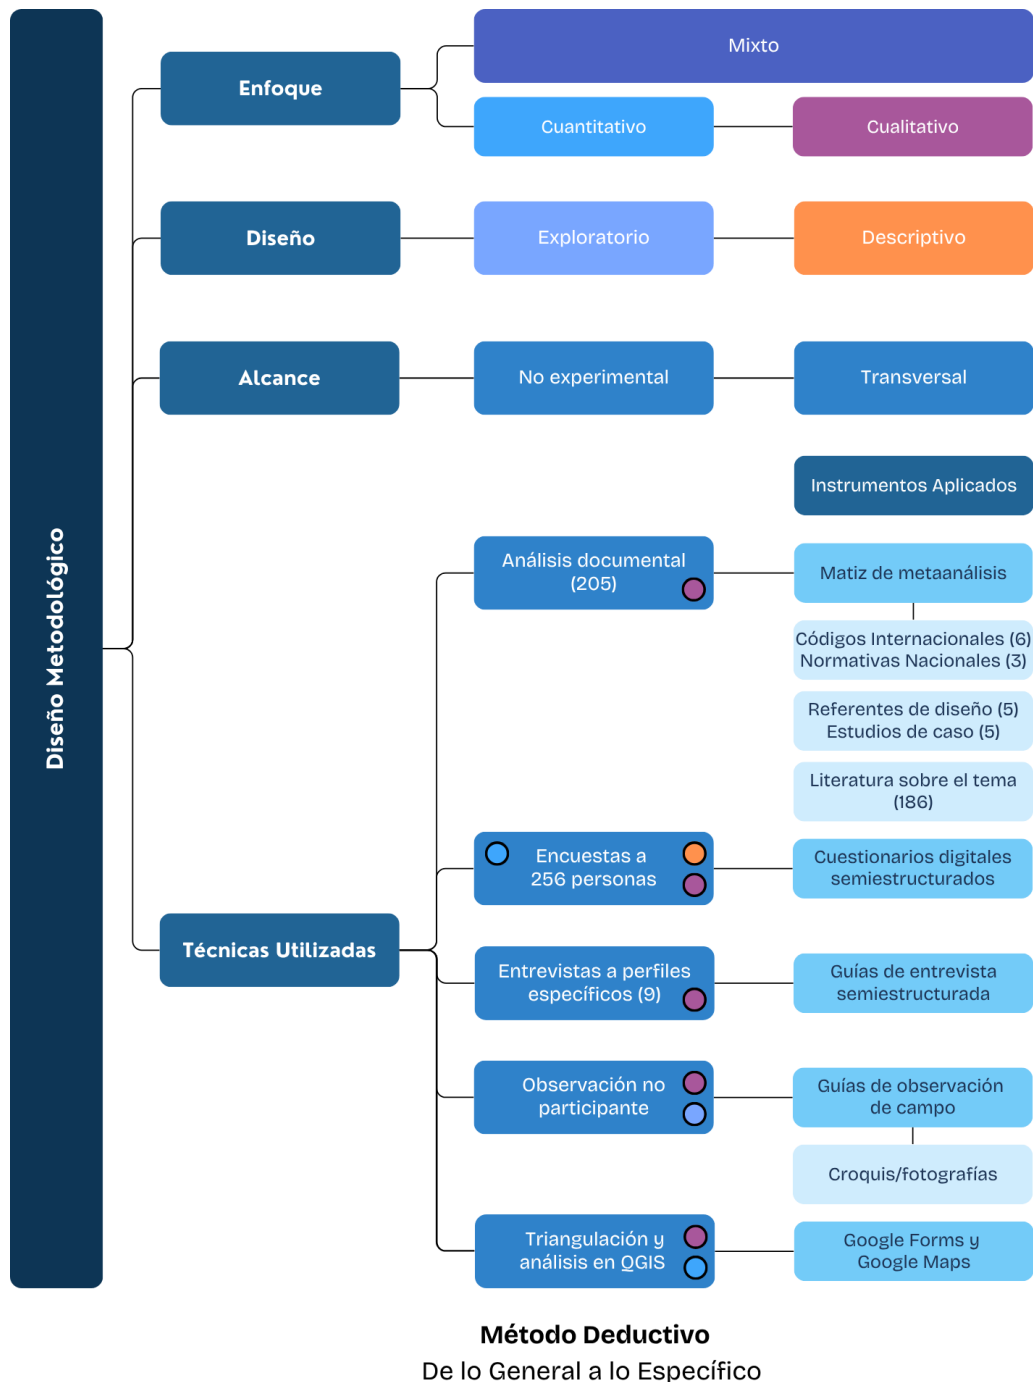 Diseño Metodológico
Enfoque
Mixto
Cuantitativo
Cualitativo
Diseño
Exploratorio
Descriptivo
Alcance
No experimental
Transversal
Instrumentos Aplicados
Técnicas Utilizadas
Análisis documental
(205)
Matiz de metaanálisis
Códigos Internacionales (6)
Normativas Nacionales (3)
Referentes de diseño (5)
Estudios de caso (5)
Literatura sobre el tema
(186)
Encuestas a
256 personas
Cuestionarios digitales
semiestructurados
Entrevistas a perfiles
específicos (9)
Guías de entrevista
semiestructurada
Observación no
participante
Guías de observación
de campo
Croquis/fotografías
Triangulación y
análisis en QGIS
Google Forms y
Google Maps
Método Deductivo
De lo General a lo Específico